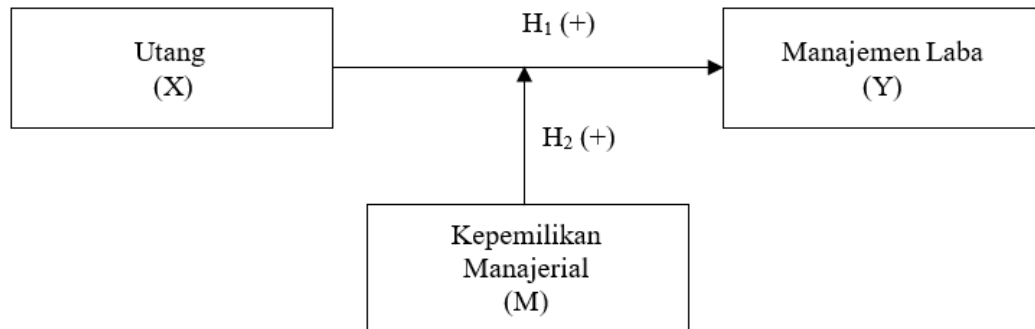 H₁ (+)
Utang
(X)
Manajemen Laba
(Y)
H₂ (+)
Kepemilikan
Manajerial
(M)